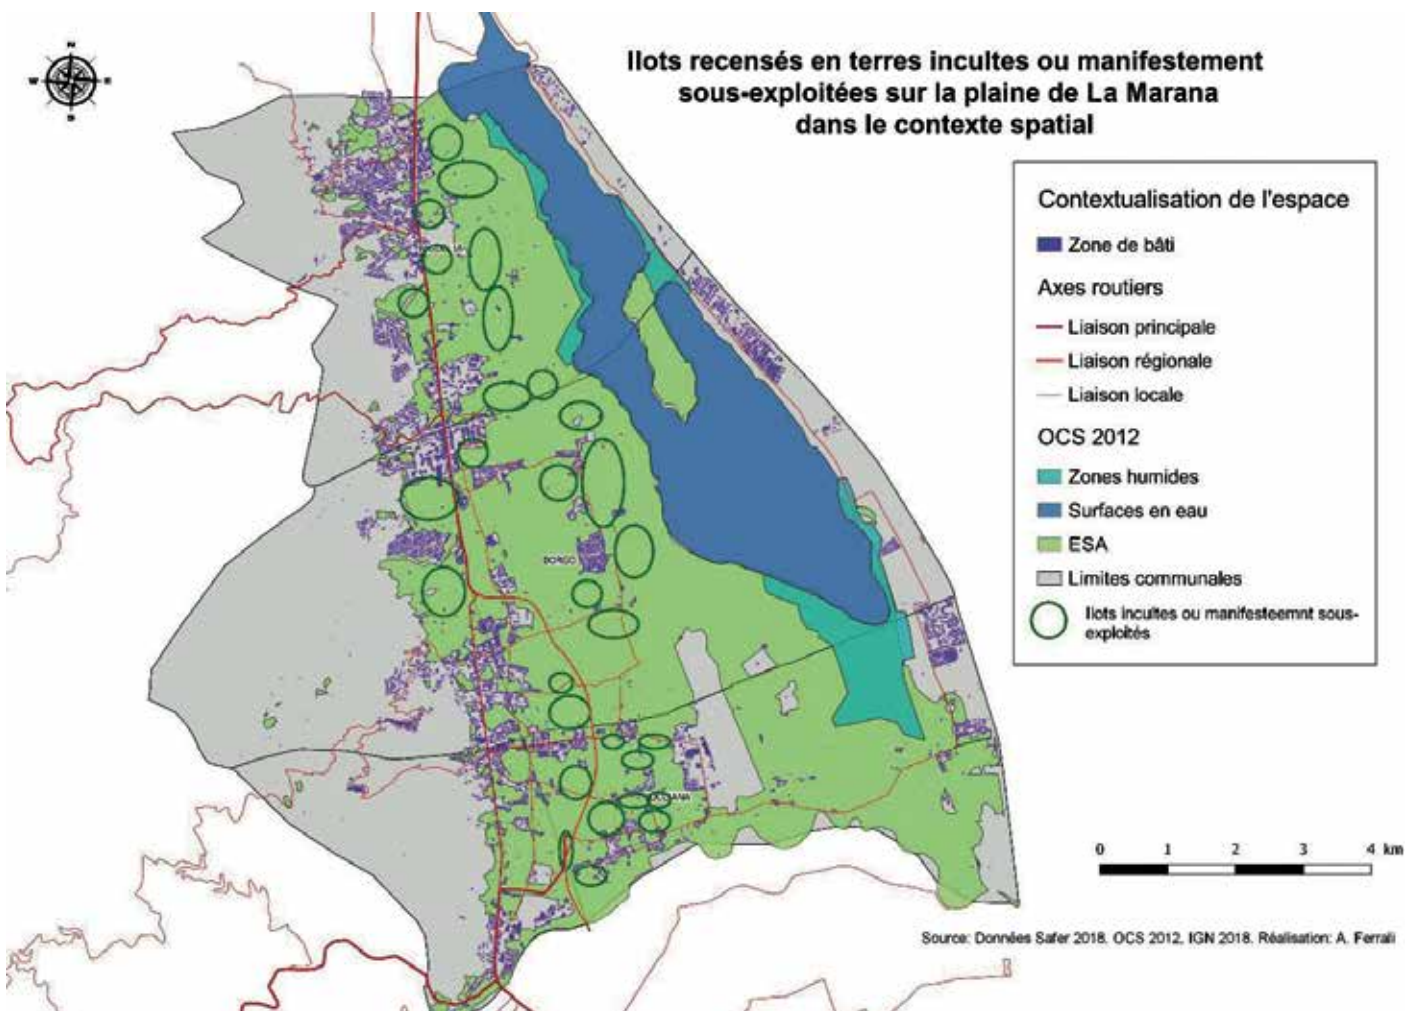 Ilots recensés en terres incultes ou manifestement
sous-exploitées sur la plaine de La Marana
dans le contexte spatial
N
W
E
S
Contextualisation de l'espace
Zone de bâti
Axes routiers
Liaison principale
Liaison régionale
Liaison locale
OCS 2012
Zones humides
Surfaces en eau
ESA
Limites communales
Ilots incultes ou manifesteemnt sous-
exploités
BORGO
0 1 2 3 4 km
Source: Données Safer 2018, OCS 2012, IGN 2018. Réalisation: A. Ferrali